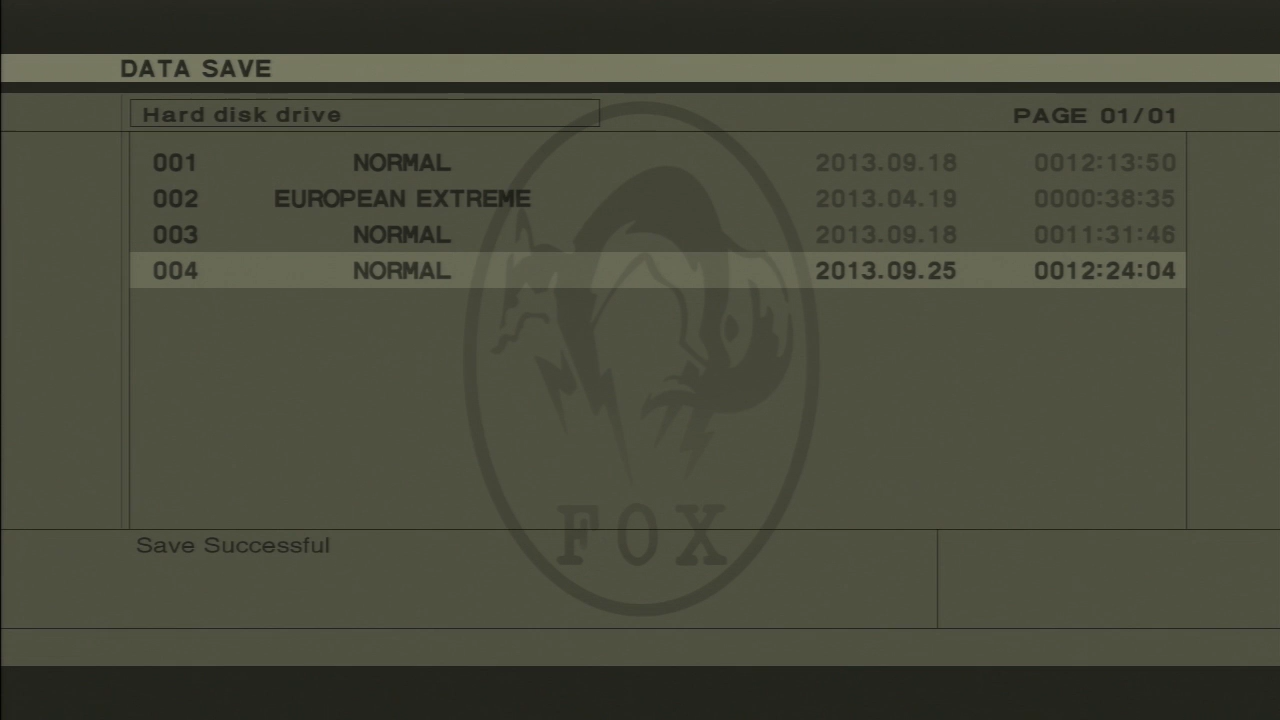 DATA SAVE
Hard disk drive PAGE 01/01
001 NORMAL 2013.09.18 0012:13:50
002 EUROPEAN EXTREME 2013.04.19 0000:38:35
003 NORMAL 2013.09.18 0011:31:46
004 NORMAL 2013.09.25 0012:24:04
FOX
Save Successful